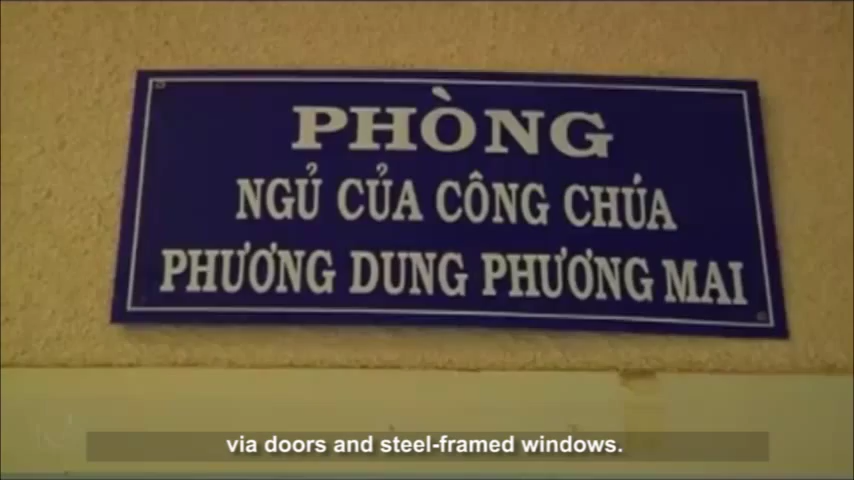 PHÒNG
NGỦ CỦA CÔNG CHÚA
PHƯƠNG DUNG PHƯƠNG MAI
via doors and steel-framed windows.